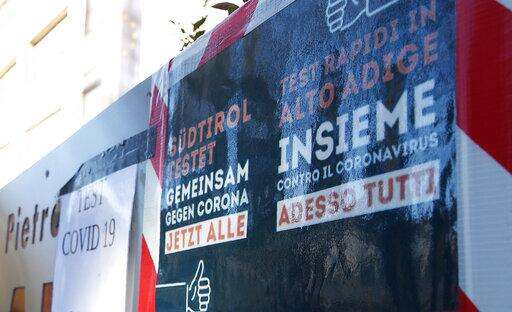 Pietro
TEST
COVID 19
SÜDTIROL
TESTET
GEMEINSAM
GEGEN CORONA
JETZT ALLE
TEST RAPIDI IN
ALTO ADIGE
INSIEME
CONTRO IL CORONAVIRUS
ADESSO TUTTI